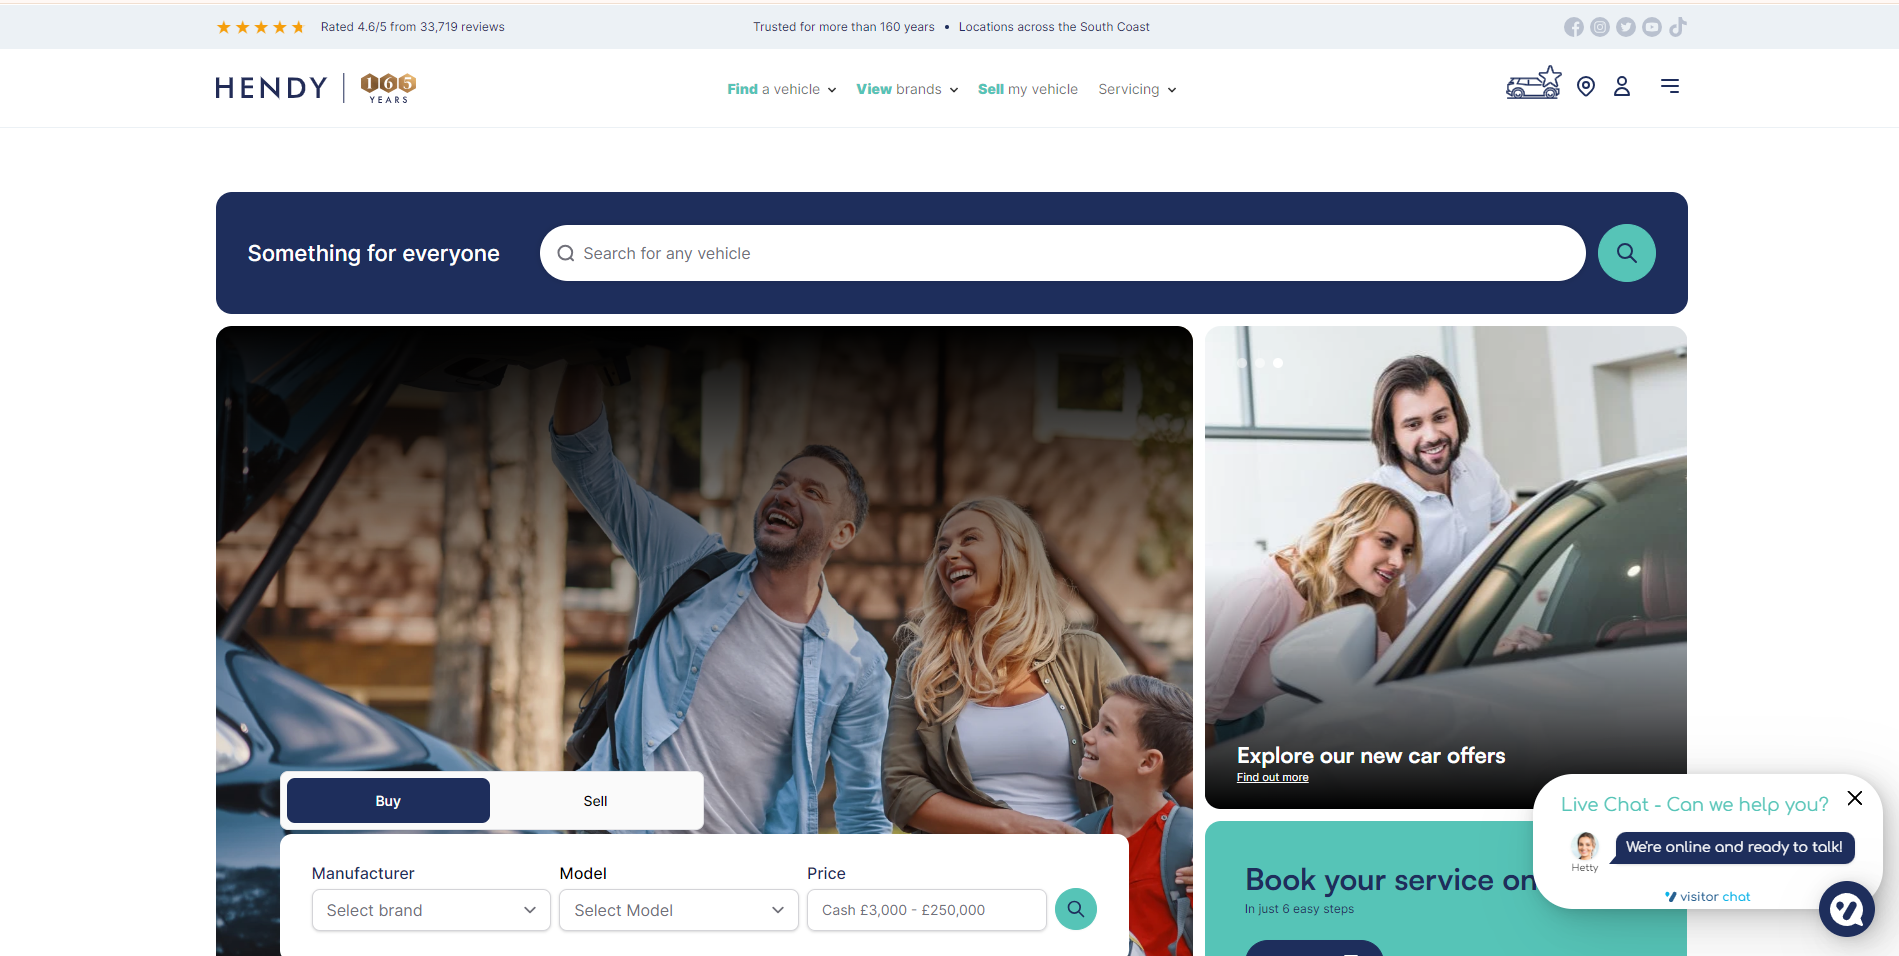 Rated 4.6/5 from 33,719 reviews
Trusted for more than 160 years • Locations across the South Coast
HENDY | 165 YEARS
Find a vehicle
View brands
Sell my vehicle
Servicing
Something for everyone
Search for any vehicle
Explore our new car offers
Find out more
Buy
Sell
Manufacturer
Select brand
Model
Select Model
Price
Cash £3,000 - £250,000
Book your service on
In just 6 easy steps
Live Chat - Can we help you?
We're online and ready to talk!
Hetty
visitor chat